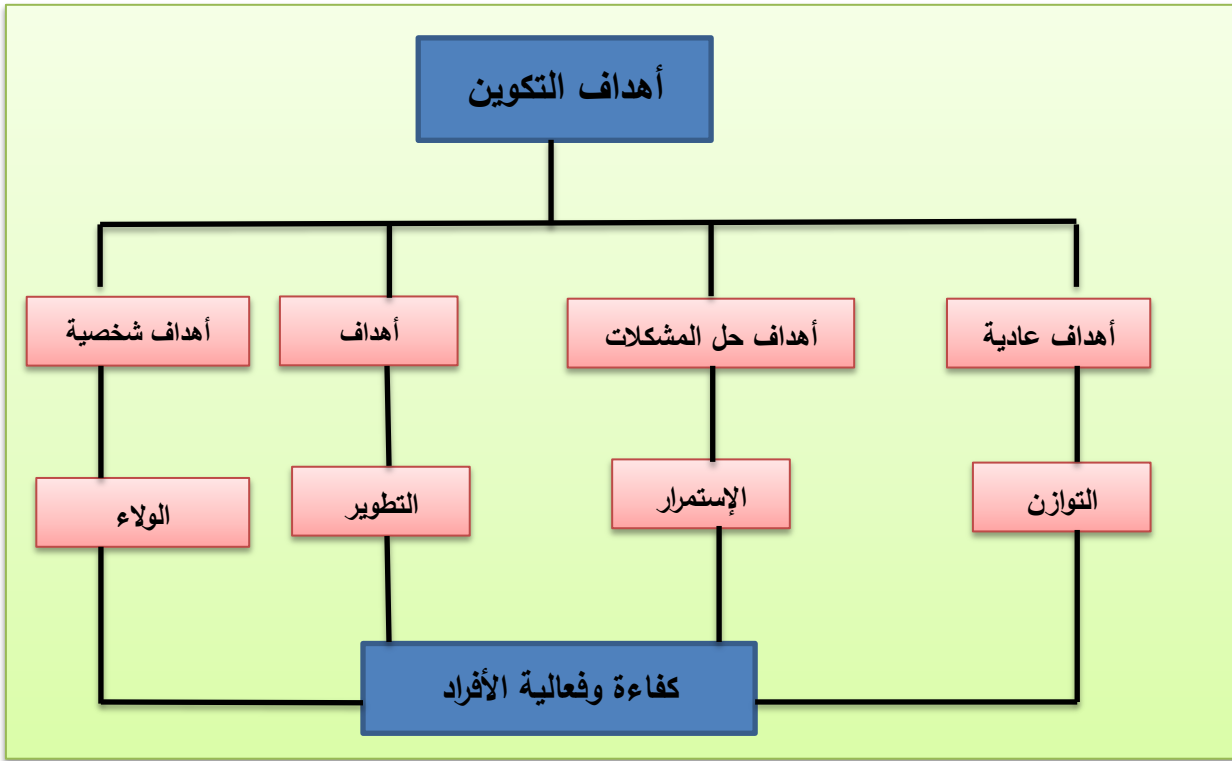 أهداف التكوين
أهداف عادية
أهداف حل المشكلات
أهداف
أهداف شخصية
التوازن
الإستمرار
التطوير
الولاء
كفاءة وفعالية الأفراد